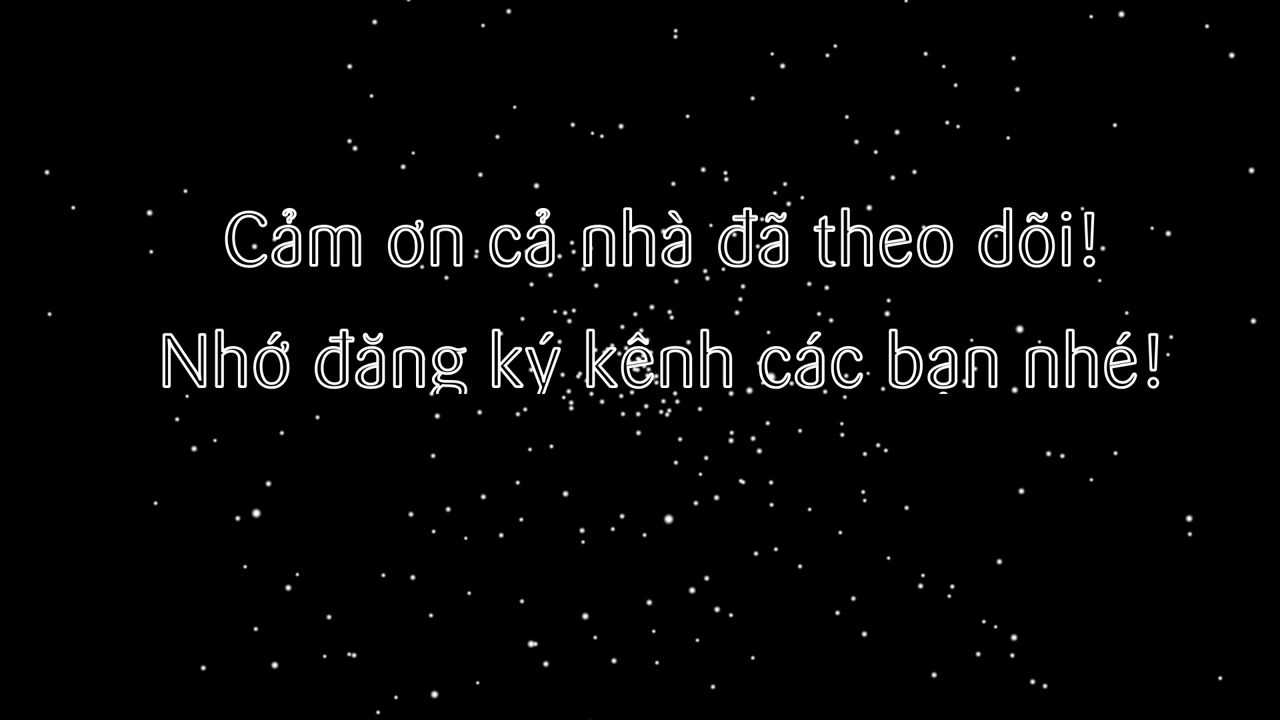 Cảm ơn cả nhà đã theo dõi!
Nhớ đăng ký kênh các bạn nhé!